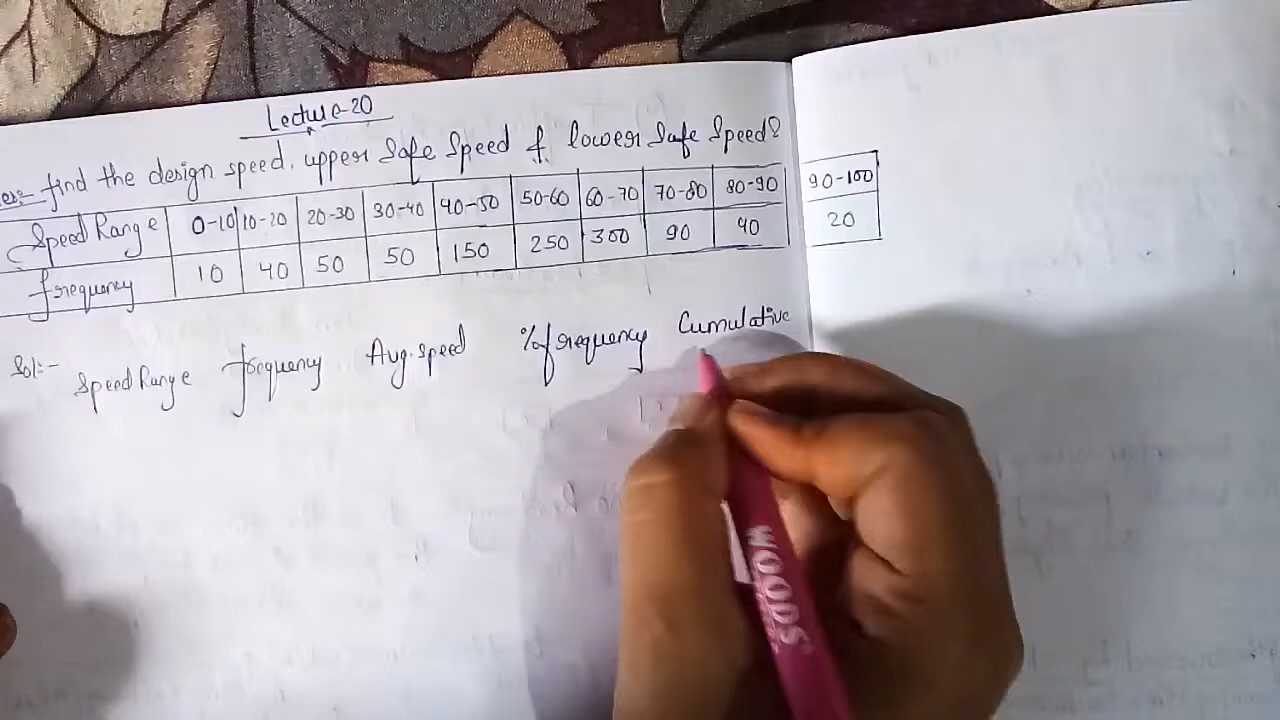 Lecture-20
find the design speed, upper Safe Speed & lower Safe Speed?
Speed Range 0-10 10-20 20-30 30-40 40-50 50-60 60-70 70-80 80-90 90-100
frequency 10 40 50 50 150 250 300 90 40 20
Sol:- Speed Range frequency Avg. speed % frequency Cumulative
WOODS